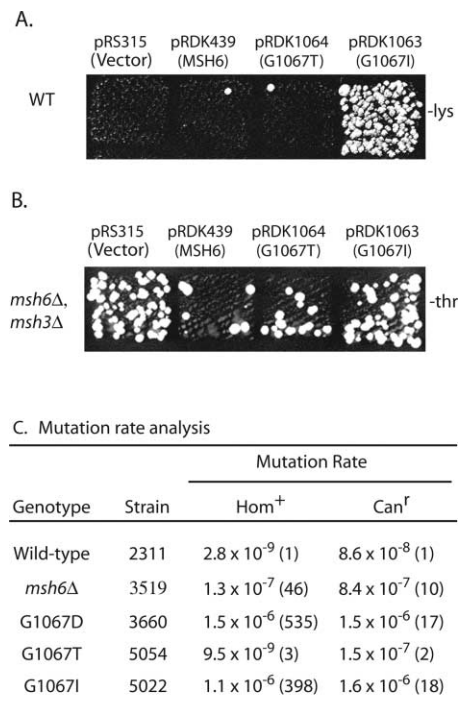 A.
pRS315 pRDK439 pRDK1064 pRDK1063
(Vector) (MSH6) (G1067T) (G1067I)
WT -lys
B.
pRS315 pRDK439 pRDK1064 pRDK1063
(Vector) (MSH6) (G1067T) (G1067I)
msh6Δ,
msh3Δ -thr
C. Mutation rate analysis
Mutation Rate
Genotype Strain Hom+ Canr
Wild-type 2311 2.8 x 10-9 (1) 8.6 x 10-8 (1)
msh6Δ 3519 1.3 x 10-7 (46) 8.4 x 10-7 (10)
G1067D 3660 1.5 x 10-6 (535) 1.5 x 10-6 (17)
G1067T 5054 9.5 x 10-9 (3) 1.5 x 10-7 (2)
G1067I 5022 1.1 x 10-6 (398) 1.6 x 10-6 (18)